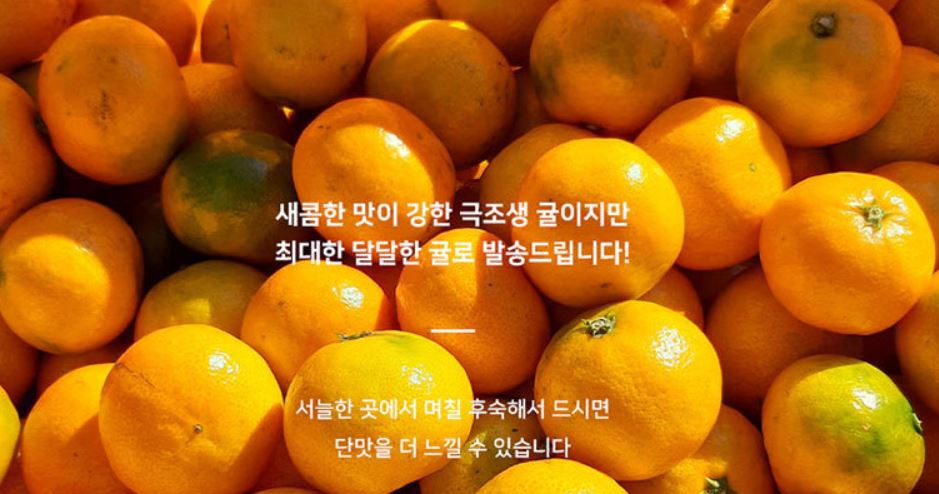 새콤한 맛이 강한 극조생 귤이지만
최대한 달달한 귤로 발송드립니다!
서늘한 곳에서 며칠 후숙해서 드시면
단맛을 더 느낄 수 있습니다